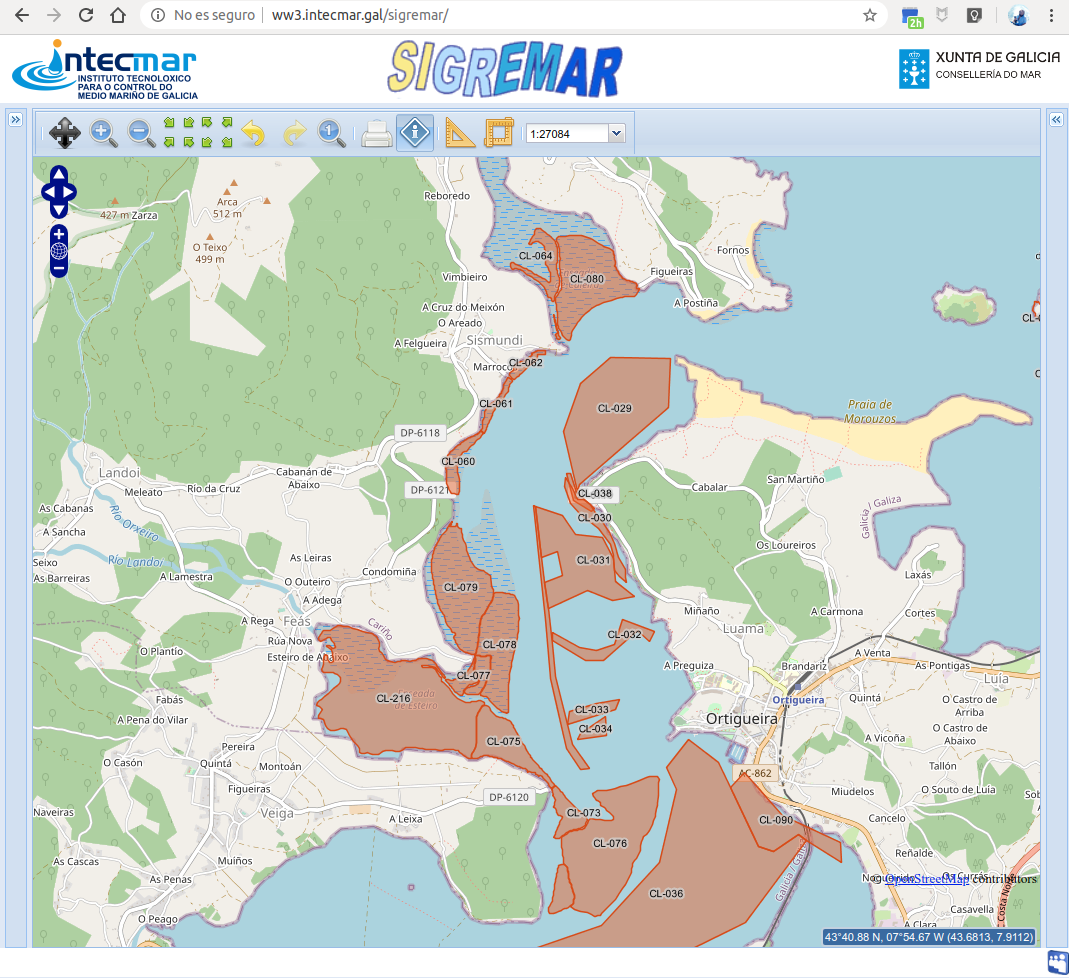 No es seguro
ww3.intecmar.gal/sigremar/
2h
intecmar
INSTITUTO TECNOLOXICO
PARA O CONTROL DO
MEDIO MARIÑO DE GALICIA
SIGREMAR
XUNTA DE GALICIA
CONSELLERÍA DO MAR
1
1:27084
Reboredo
Arca
512 m
427 m
Zarza
O Teixo
499 m
Fornos
CL-064
Figueiras
CL-080
Vimbieiro
A Postiña
A Cruz do Meixón
O Areado
A Felgueira
Sismundi
CL-062
Marroco
CL-061
CL-029
Praia de
Morouzos
DP-6118
CL-060
Landoi
Cabanán de
Abaixo
San Martiño
Meleato
Rio da Cruz
DP-6121
CL-038
Cabalar
As Cabanas
Galicia / Galiza
CL-030
Río Orxeiro
A Sancha
Os Loureiros
Seixo
Río Landoi
As Leiras
CL-031
As Barreiras
A Lamestra
Condomiña
Laxás
O Outeiro
CL-079
A Adega
Miñaño
A Carmona
Cortes
A Rega
Feás
Cariño
Luama
Rúa Nova
CL-032
O Plantío
Esteiro de Abaixo
CL-078
A Venta
A Preguiza
Brandariz
As Pontigas
Luía
CL-077
Fabás
CL-216
de Esteiro
Ortigueira
Quintá
O Castro de
Arriba
CL-033
A Pena do Vilar
Ortigueira
CL-034
O Castro de
Abaixo
Pereira
CL-075
A Vicoña
O Casón
Quintá
Montoán
AC-862
Tallón
Figueiras
DP-6120
Miudelos
O Souto de Luía
Naveiras
Veiga
A Leixa
CL-073
CL-090
Cancelo
CL-076
Reñalde
As Cascas
Muiños
As Penas
CL-036
OpenStreetMap contributors
Casavella
O Peago
A Clara
43°40.88 N, 07°54.67 W (43.6813, 7.9112)